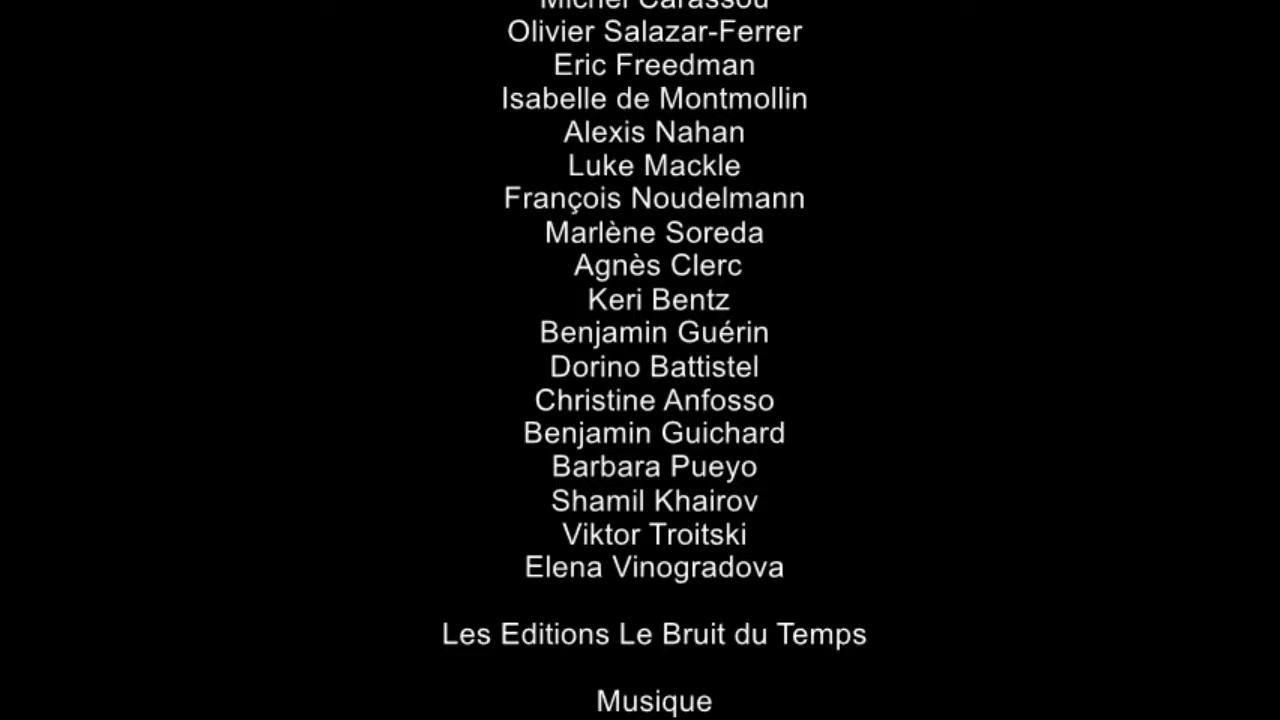 Michel Carassou
Olivier Salazar-Ferrer
Eric Freedman
Isabelle de Montmollin
Alexis Nahan
Luke Mackle
François Noudelmann
Marlène Soreda
Agnès Clerc
Keri Bentz
Benjamin Guérin
Dorino Battistel
Christine Anfosso
Benjamin Guichard
Barbara Pueyo
Shamil Khairov
Viktor Troitski
Elena Vinogradova
Les Editions Le Bruit du Temps
Musique